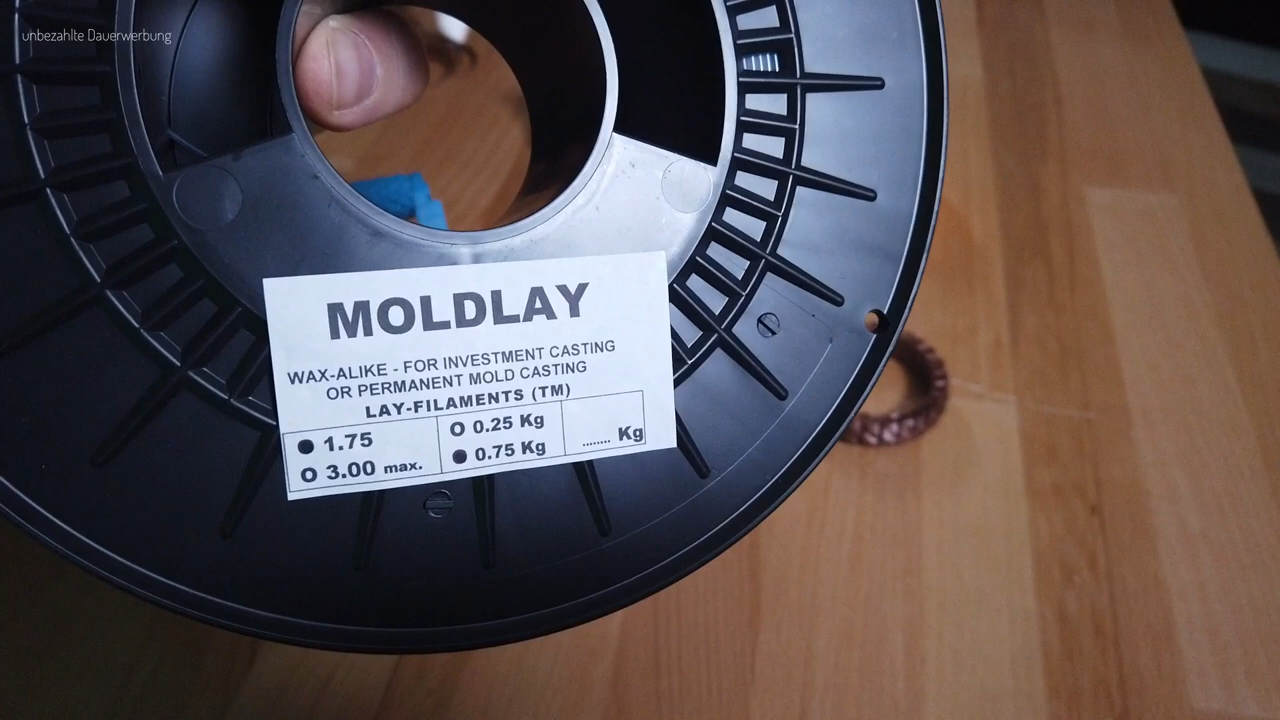 unbezahlte Dauerwerbung
MOLDLAY
WAX-ALIKE - FOR INVESTMENT CASTING
OR PERMANENT MOLD CASTING
LAY-FILAMENTS (TM)
● 1.75
O 3.00 max.
O 0.25 Kg
● 0.75 Kg
........ Kg